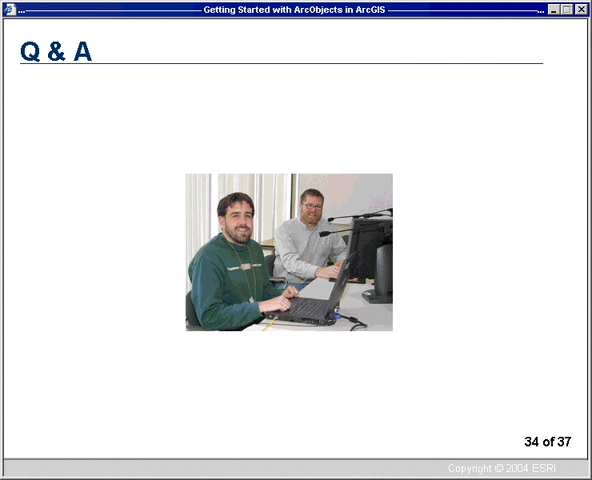 Getting Started with ArcObjects in ArcGIS
Q & A
34 of 37
Copyright © 2004 ESRI